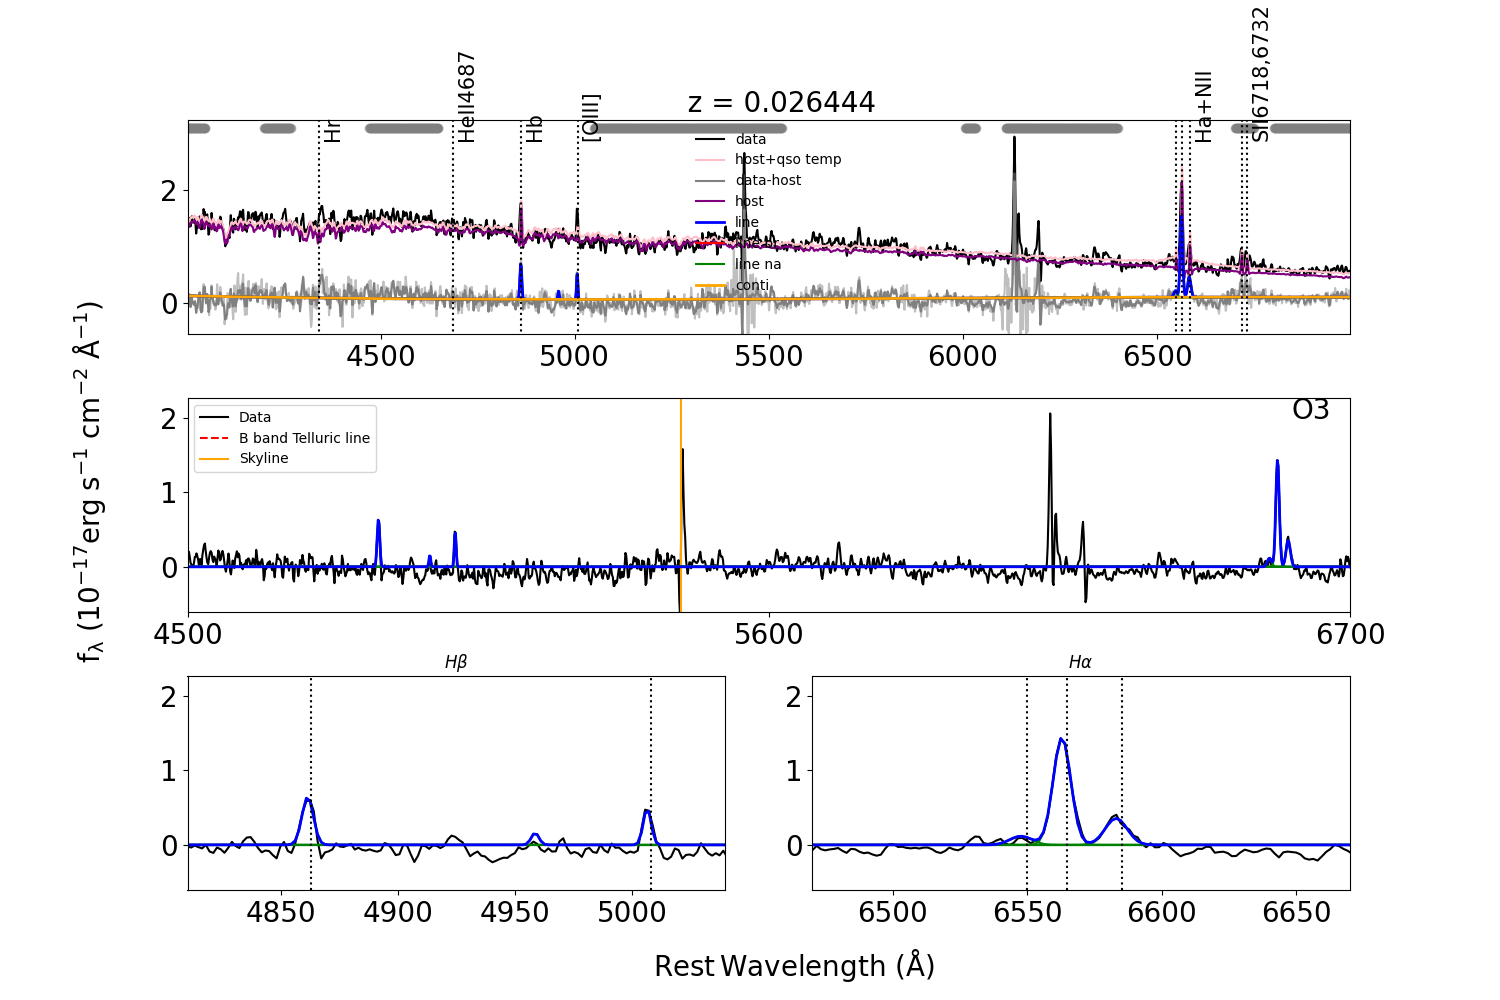 z = 0.026444
Hr
HeII4687
Hb
[OIII]
Ha+NII
SII6718,6732
data
host+qso temp
data-host
host
line
line na
conti
2
0
4500 5000 5500 6000 6500
fλ (10−17erg s−1 cm−2 Å−1)
O3
Data
B band Telluric line
Skyline
2
1
0
4500 5600 6700
Hβ
2
1
0
4850 4900 4950 5000
Hα
2
1
0
6500 6550 6600 6650
Rest Wavelength (Å)